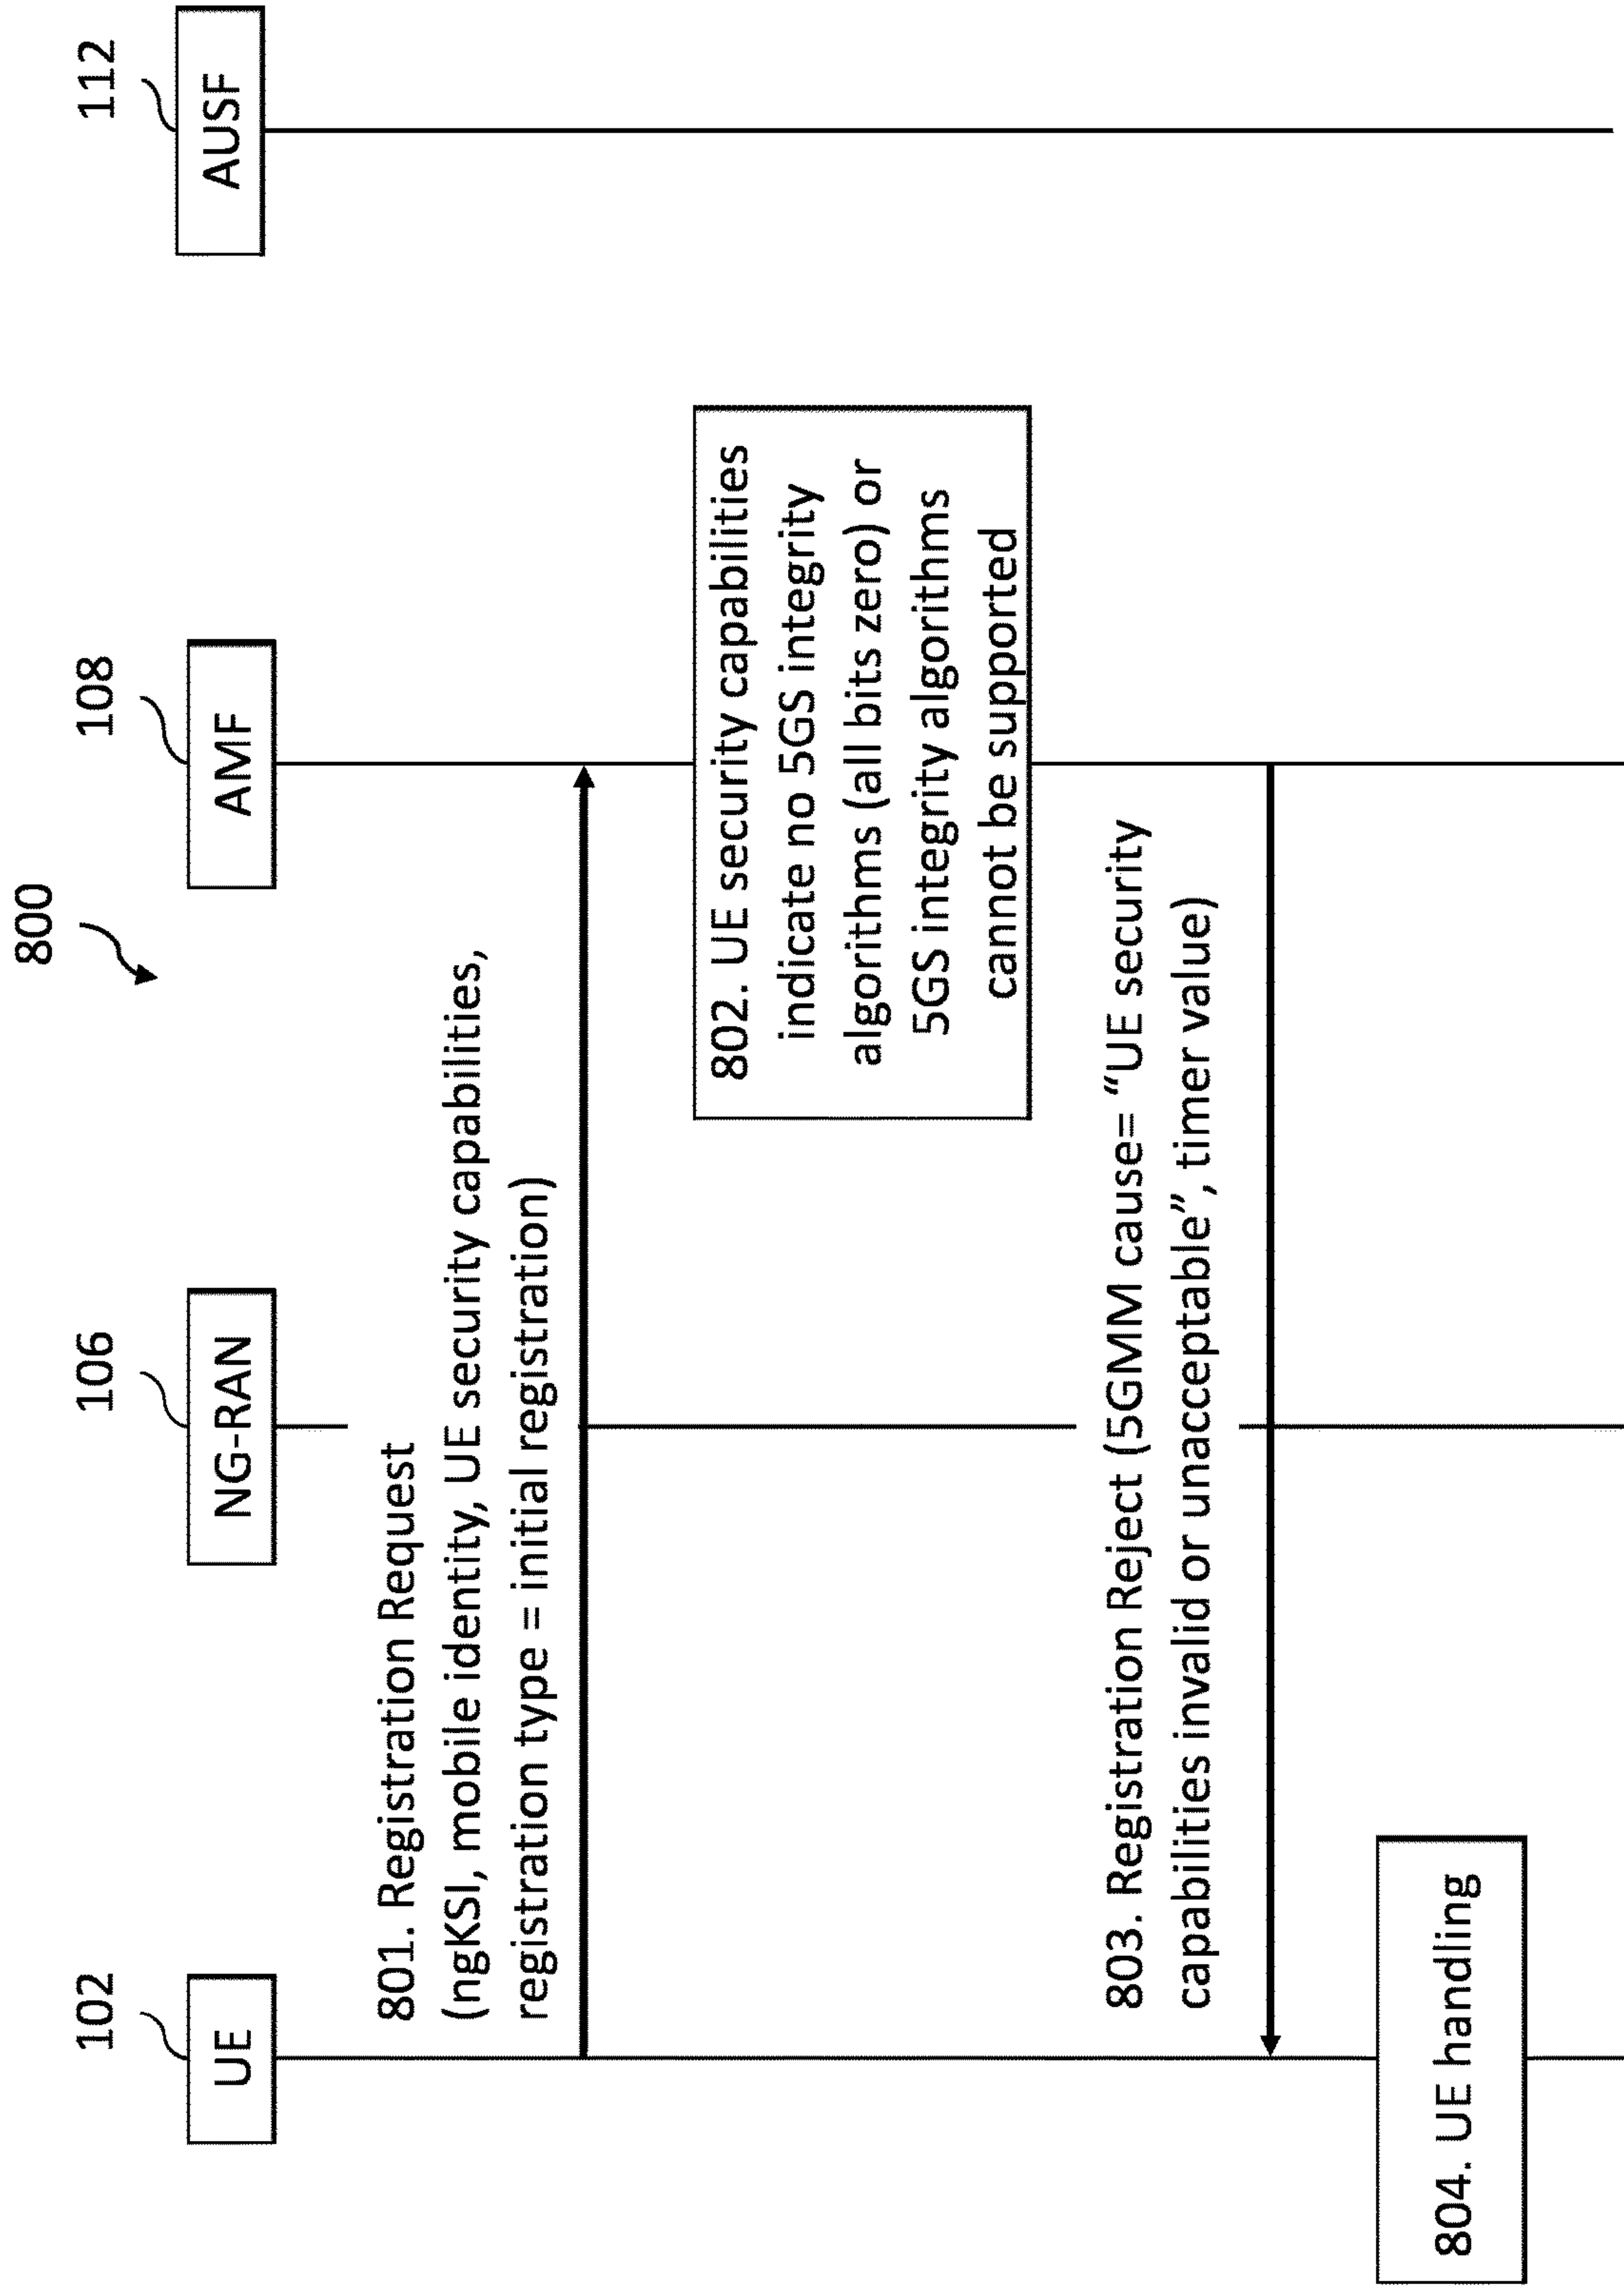 800
102
106
108
112
UE
NG-RAN
AMF
AUSF
801. Registration Request
(ngKSI, mobile identity, UE security capabilities,
registration type = initial registration)
802. UE security capabilities
indicate no 5GS integrity
algorithms (all bits zero) or
5GS integrity algorithms
cannot be supported
803. Registration Reject (5GMM cause= “UE security
capabilities invalid or unacceptable”, timer value)
804. UE handling